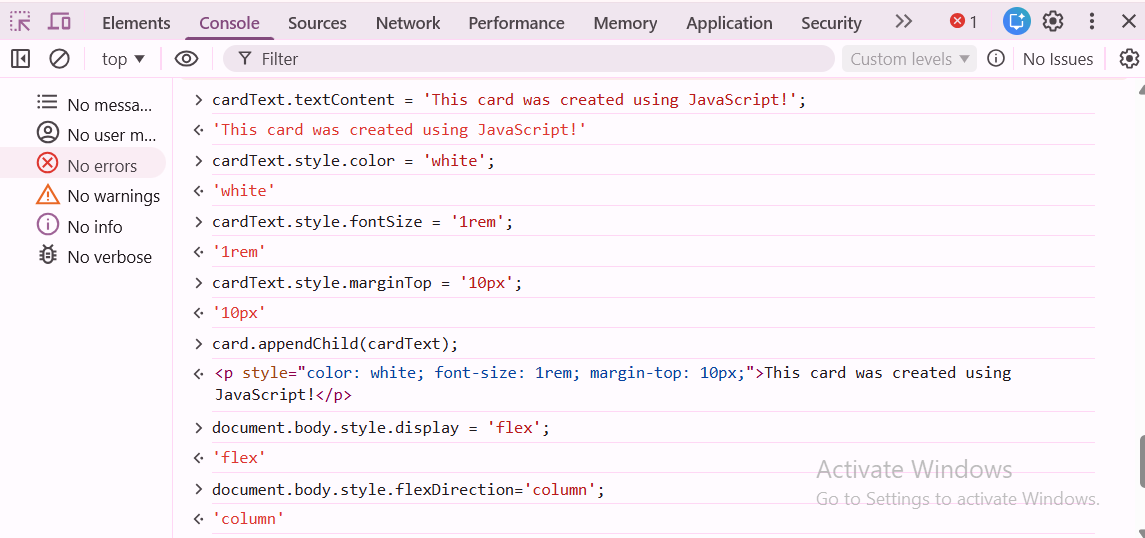 Elements Console Sources Network Performance Memory Application Security 1
top Filter Custom levels No Issues
No messa...
No user m...
No errors
No warnings
No info
No verbose
cardText.textContent = 'This card was created using JavaScript!';
'This card was created using JavaScript!'
cardText.style.color = 'white';
'white'
cardText.style.fontSize = '1rem';
'1rem'
cardText.style.marginTop = '10px';
'10px'
card.appendChild(cardText);
<p style="color: white; font-size: 1rem; margin-top: 10px;">This card was created using
JavaScript!</p>
document.body.style.display = 'flex';
'flex'
document.body.style.flexDirection='column';
'column'
Activate Windows
Go to Settings to activate Windows.